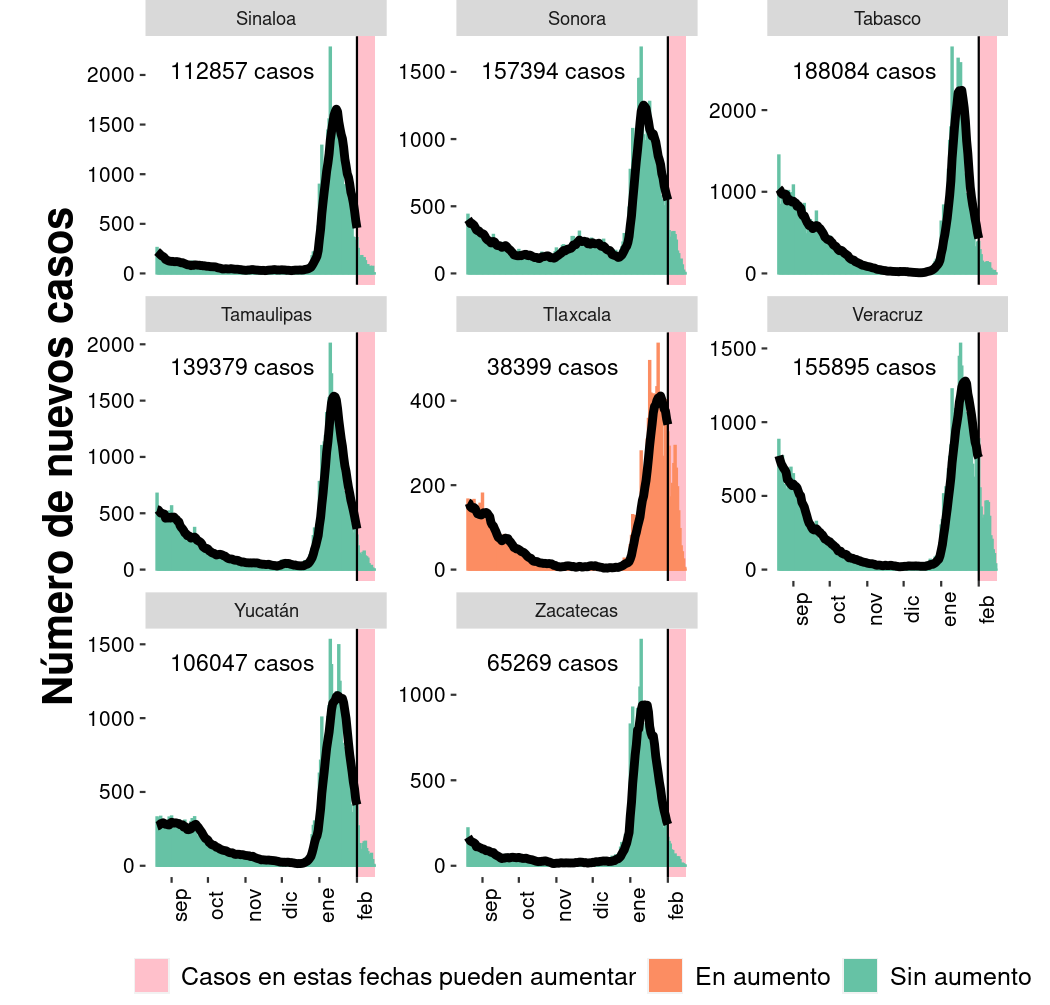 Número de nuevos casos
Sinaloa
112857 casos
2000
1500
1000
500
0
Sonora
157394 casos
1500
1000
500
0
Tabasco
188084 casos
2000
1000
0
Tamaulipas
139379 casos
2000
1500
1000
500
0
Tlaxcala
38399 casos
400
200
0
Veracruz
155895 casos
1500
1000
500
0
sep oct nov dic ene feb
Yucatán
106047 casos
1500
1000
500
0
sep oct nov dic ene feb
Zacatecas
65269 casos
1000
500
0
sep oct nov dic ene feb
Casos en estas fechas pueden aumentar En aumento Sin aumento